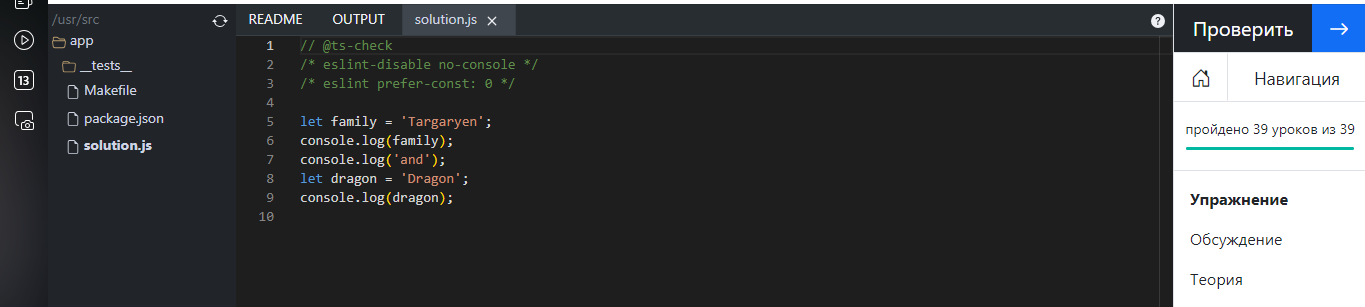 /usr/src
app
__tests__
Makefile
package.json
solution.js
13
README OUTPUT solution.js
1 // @ts-check
2 /* eslint-disable no-console */
3 /* eslint prefer-const: 0 */
4
5 let family = 'Targaryen';
6 console.log(family);
7 console.log('and');
8 let dragon = 'Dragon';
9 console.log(dragon);
10
?
Проверить
Навигация
пройдено 39 уроков из 39
Упражнение
Обсуждение
Теория